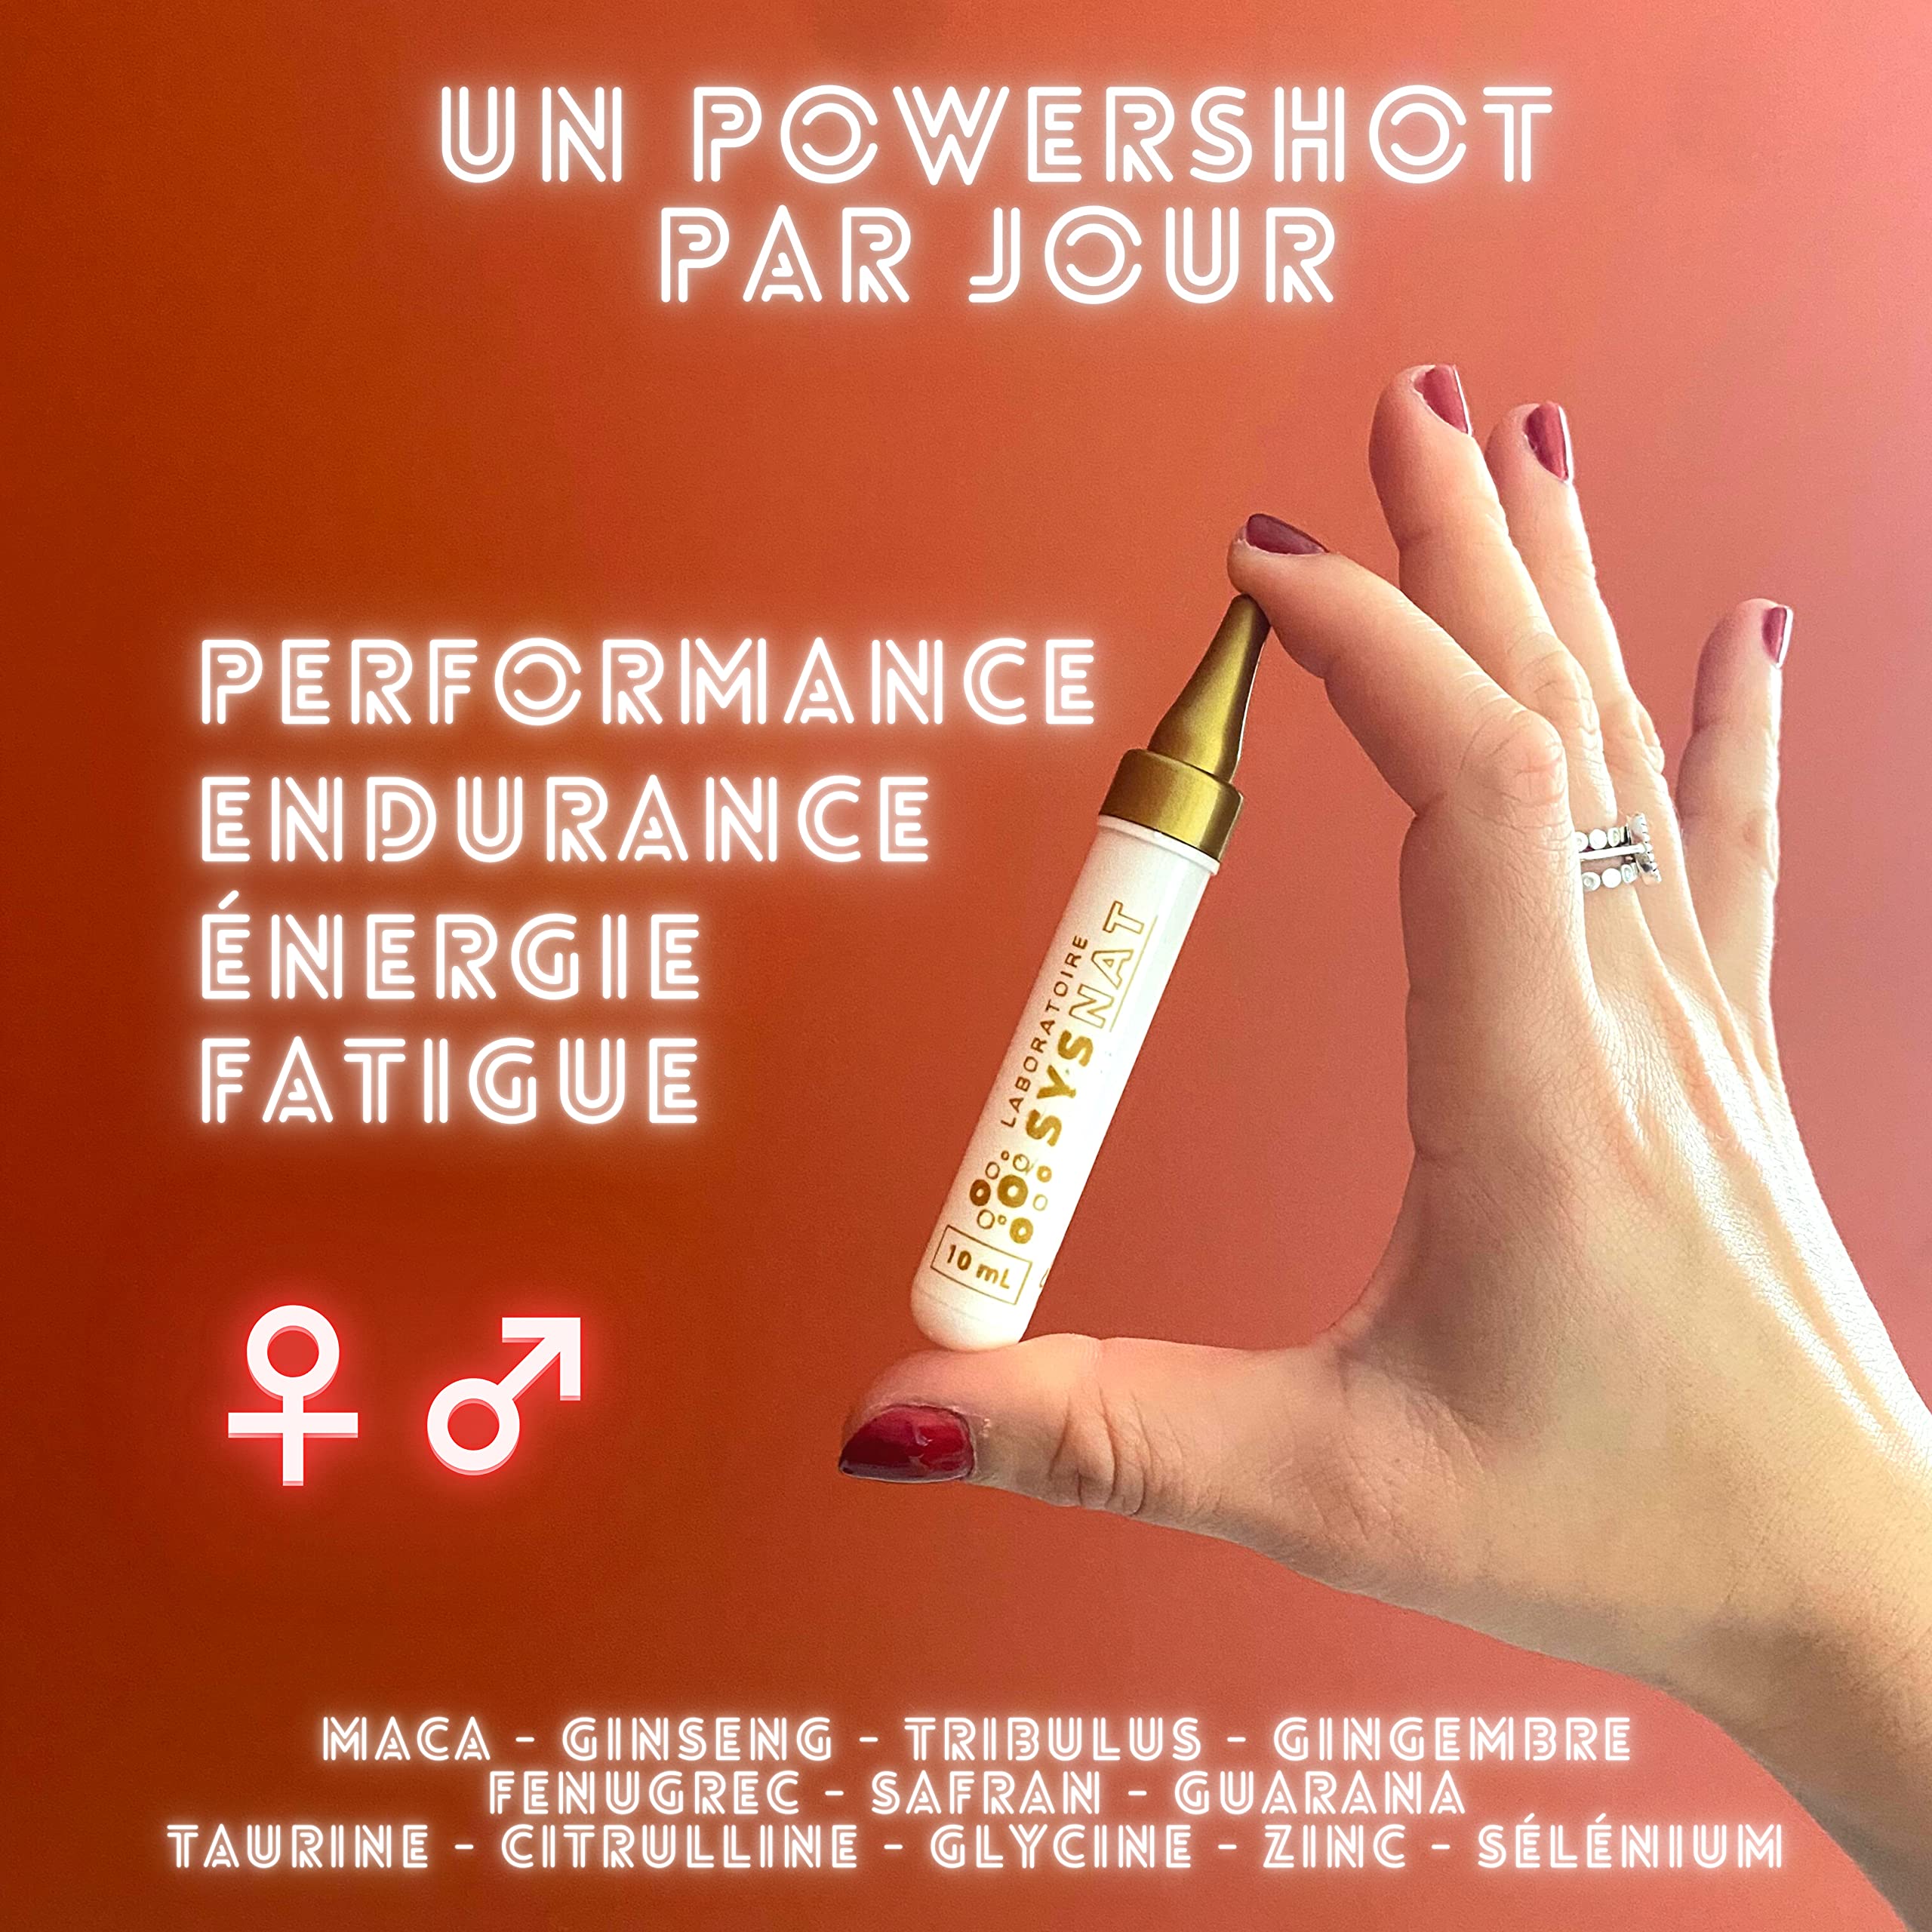 UN POWERSHOT
PAR JOUR
PERFORMANCE
ENDURANCE
ÉNERGIE
FATIGUE
LABORATOIRE
SYSNAT
10 mL
MACA - GINSENG - TRIBULUS - GINGEMBRE
FENUGREC - SAFRAN - GUARANA
TAURINE - CITRULLINE - GLYCINE - ZINC - SÉLÉNIUM